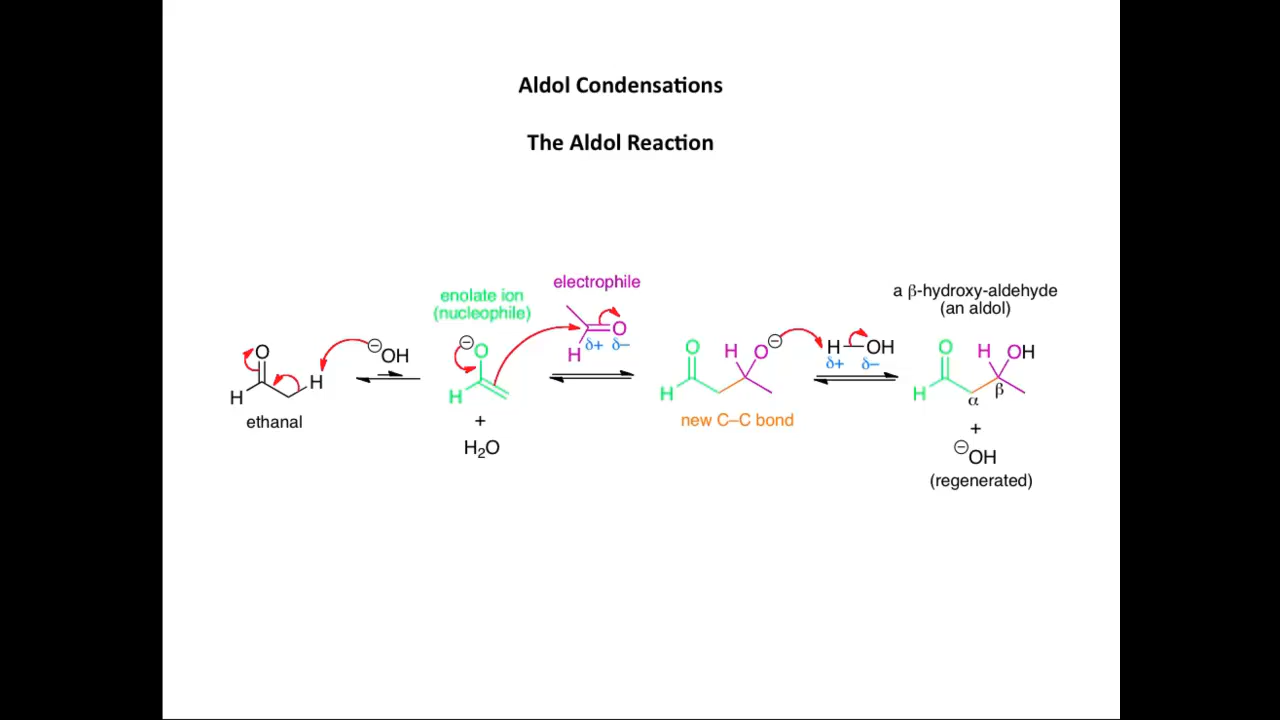 Aldol Condensations
The Aldol Reaction
electrophile
enolate ion
(nucleophile)
a β-hydroxy-aldehyde
(an aldol)
O
H
H
⊖OH
ethanal
⊖
O
H
+
H₂O
O
H
δ+ δ–
O
H
H
O
⊖
new C–C bond
H
OH
δ+ δ–
O
H
H
OH
α
β
+
⊖OH
(regenerated)